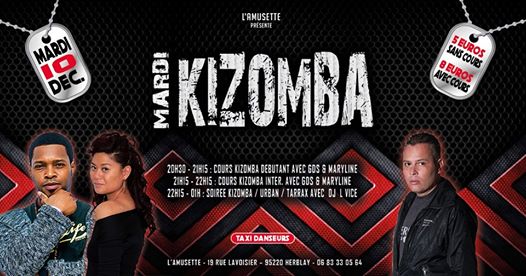 L'AMUSETTE
PRÉSENTE
MARDI
10
DEC.
5 EUROS
SANS COURS
8 EUROS
AVEC COURS
MARDI
KIZOMBA
20H30 - 21H15 : COURS KIZOMBA DEBUTANT AVEC GDS & MARYLINE
21H15 - 22H15 : COURS KIZOMBA INTER. AVEC GDS & MARYLINE
22H15 - 01H : SOIREE KIZOMBA / URBAN / TARRAX AVEC DJ L VICE
TAXI DANSEURS
L'AMUSETTE - 19 RUE LAVOISIER - 95220 HERBLAY - 06 83 33 05 64